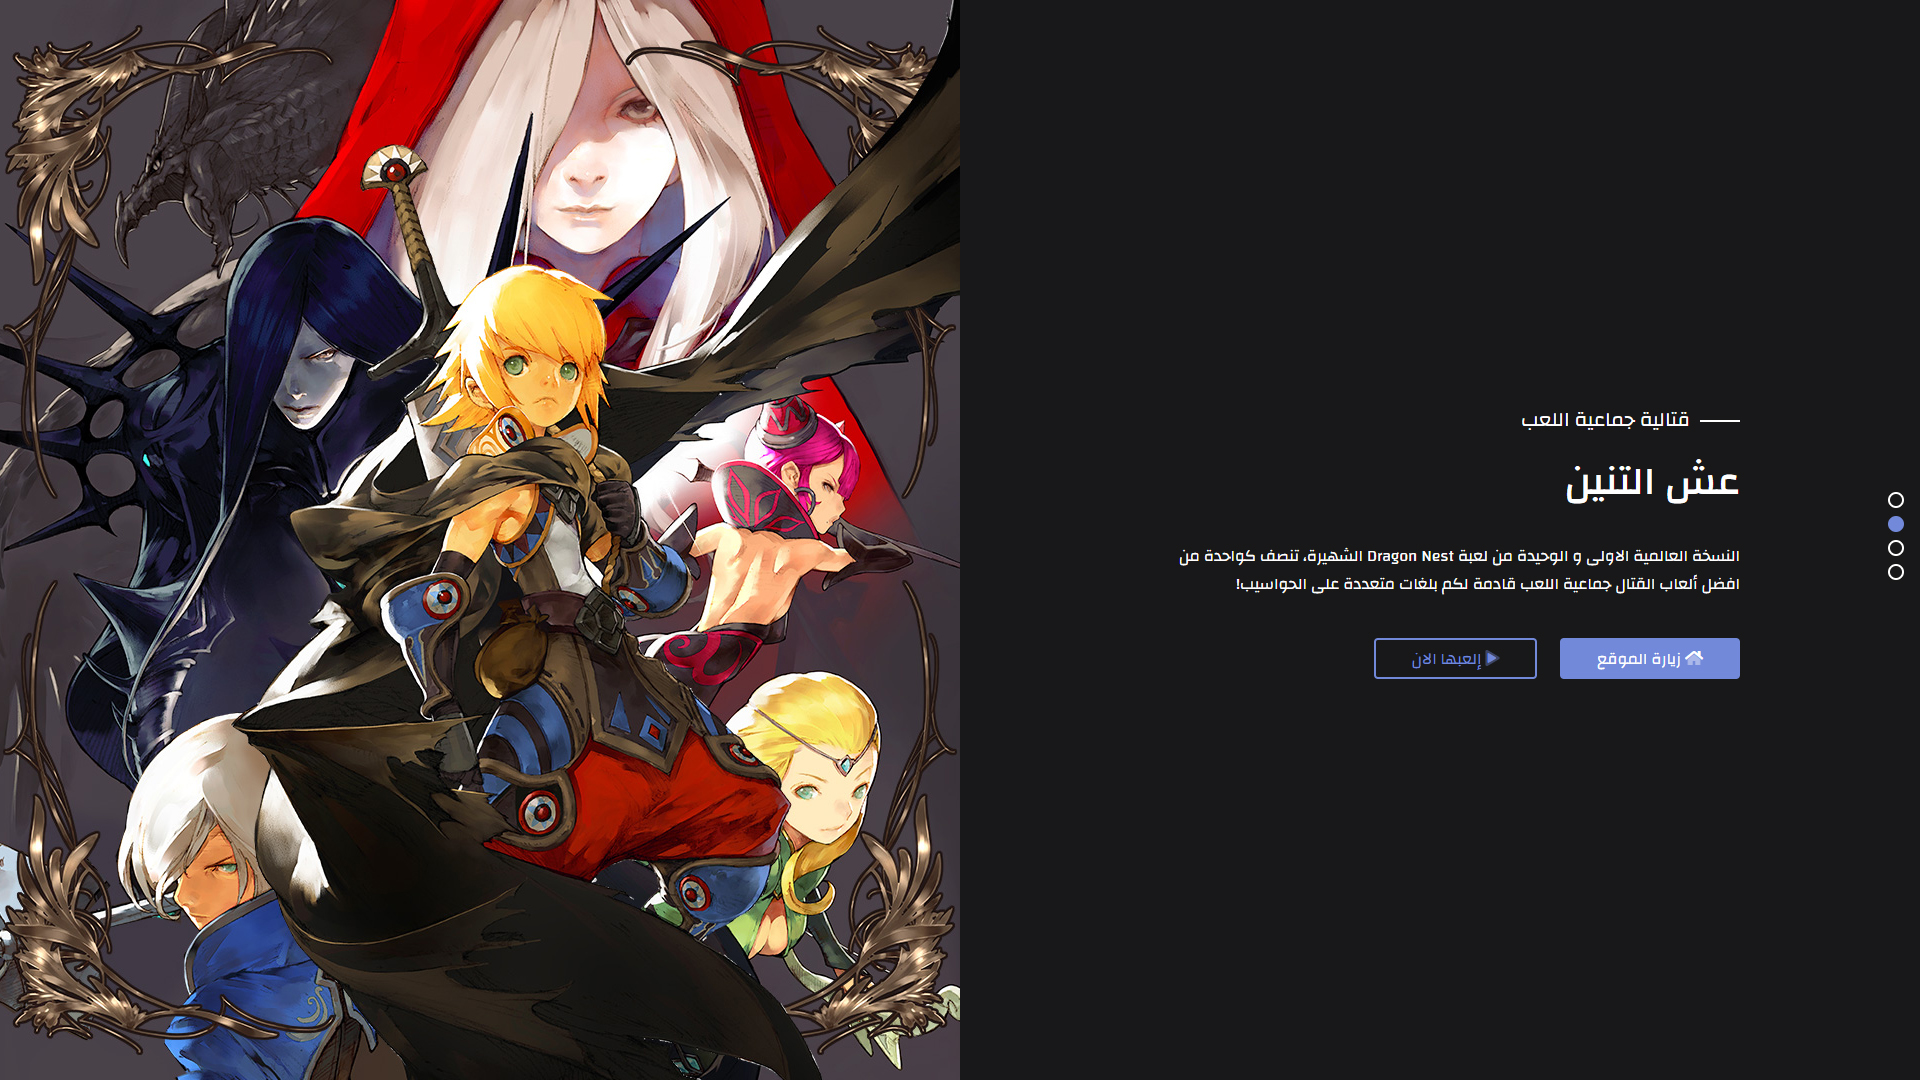 قتالية جماعية اللعب
عش التنين
النسخة العالمية الاولى و الوحيدة من لعبة Dragon Nest الشهيرة، تنصف كواحدة من
افضل ألعاب القتال جماعية اللعب قادمة لكم بلغات متعددة على الحواسيب!
زيارة الموقع
إلعبها الان